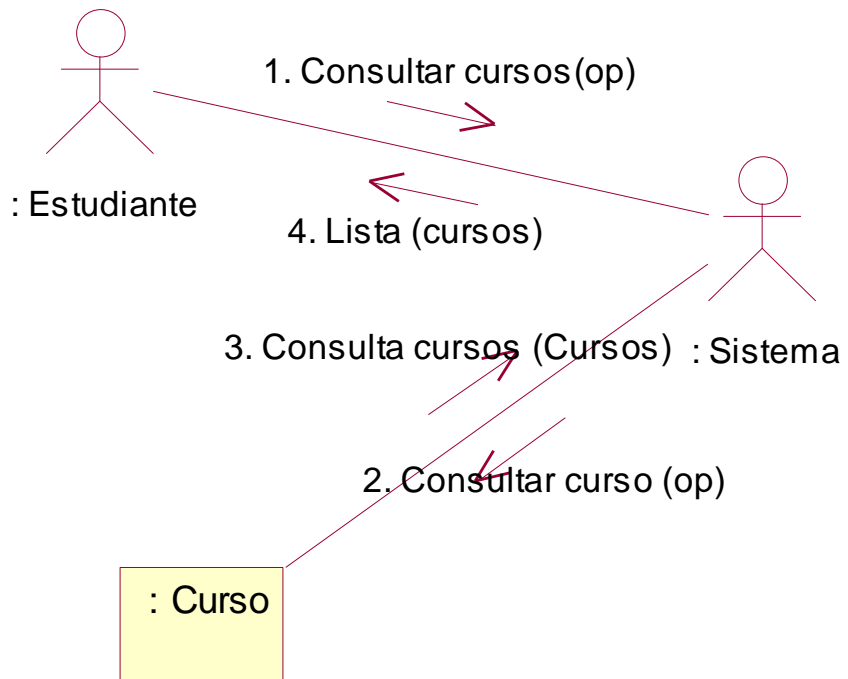 1. Consultar cursos(op)
: Estudiante
4. Lista (cursos)
3. Consulta cursos (Cursos)
: Sistema
2. Consultar curso (op)
: Curso